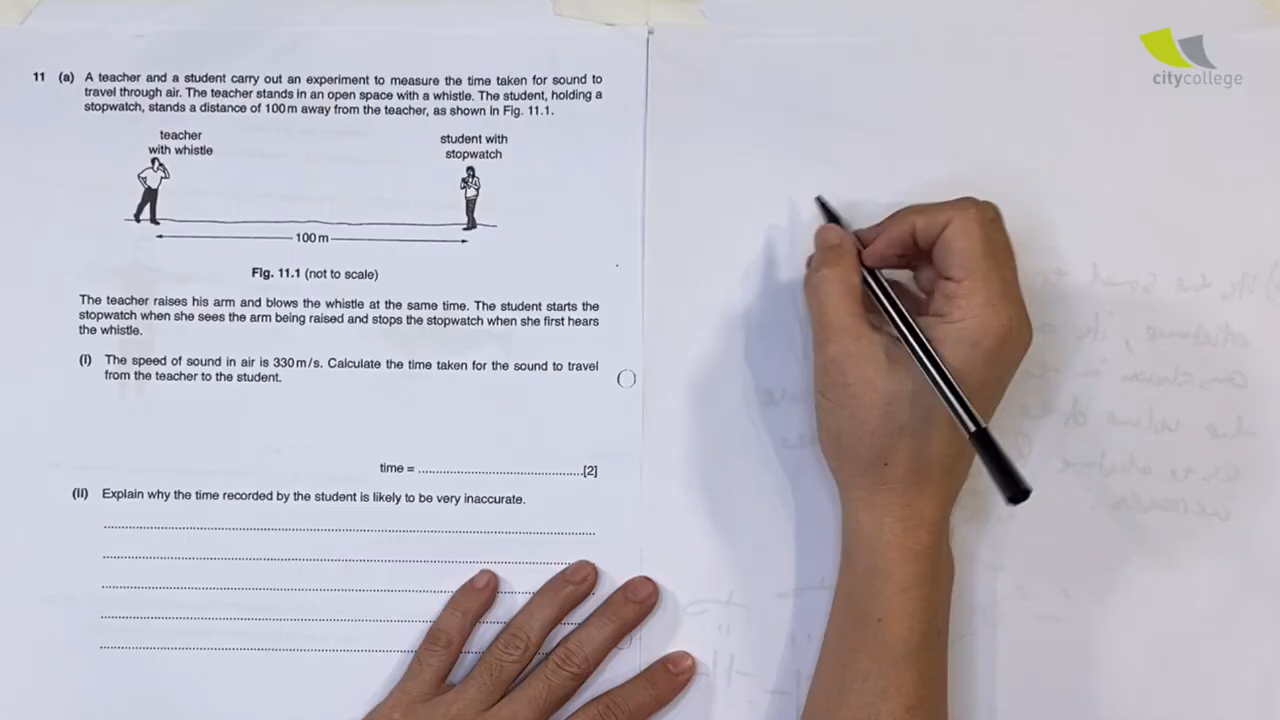 citycollege
11 (a) A teacher and a student carry out an experiment to measure the time taken for sound to
travel through air. The teacher stands in an open space with a whistle. The student, holding a
stopwatch, stands a distance of 100 m away from the teacher, as shown in Fig. 11.1.
teacher
with whistle
student with
stopwatch
100 m
Fig. 11.1 (not to scale)
The teacher raises his arm and blows the whistle at the same time. The student starts the
stopwatch when she sees the arm being raised and stops the stopwatch when she first hears
the whistle.
(i) The speed of sound in air is 330 m/s. Calculate the time taken for the sound to travel
from the teacher to the student.
time = ................................................[2]
(ii) Explain why the time recorded by the student is likely to be very inaccurate.